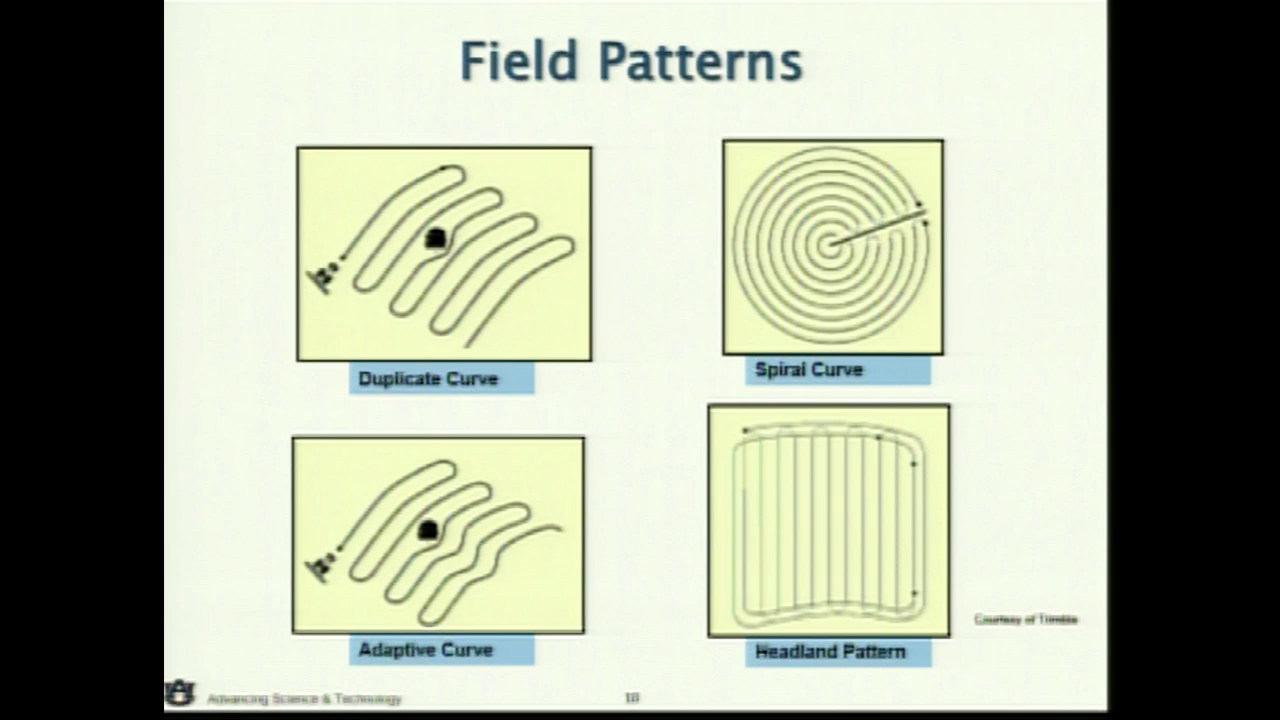 Field Patterns
Duplicate Curve
Spiral Curve
Adaptive Curve
Headland Pattern
Courtesy of Trimble
Advancing Science & Technology
18